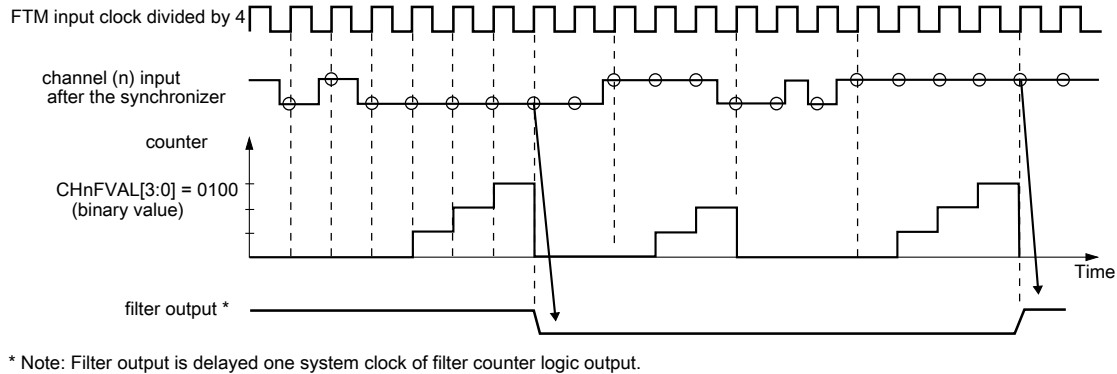 FTM input clock divided by 4
channel (n) input
after the synchronizer
counter
CHnFVAL[3:0] = 0100
(binary value)
Time
filter output *
* Note: Filter output is delayed one system clock of filter counter logic output.